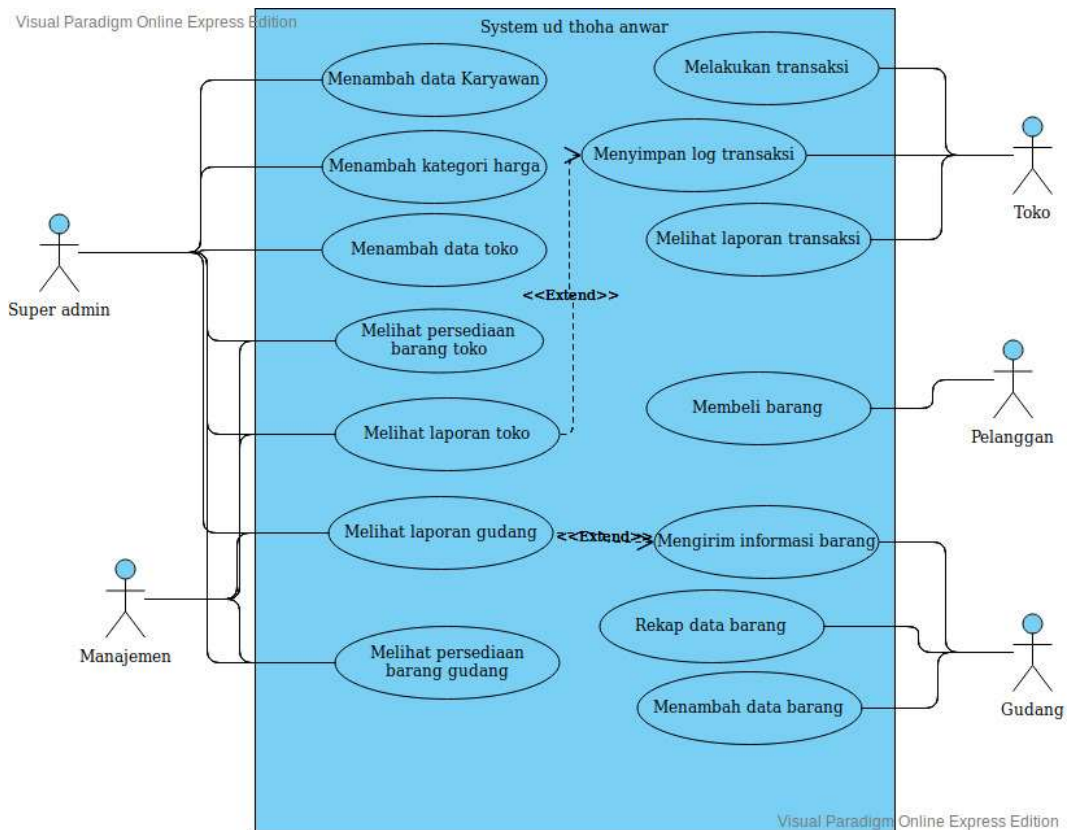 Visual Paradigm Online Express Edition
System ud thoha anwar
Menambah data Karyawan
Melakukan transaksi
Menambah kategori harga
Menyimpan log transaksi
Toko
Menambah data toko
Melihat laporan transaksi
Super admin
<<Extend>>
Melihat persediaan
barang toko
Membeli barang
Melihat laporan toko
Pelanggan
Melihat laporan gudang
<<Extend>>
Mengirim informasi barang
Rekap data barang
Manajemen
Melihat persediaan
barang gudang
Menambah data barang
Gudang
Visual Paradigm Online Express Edition